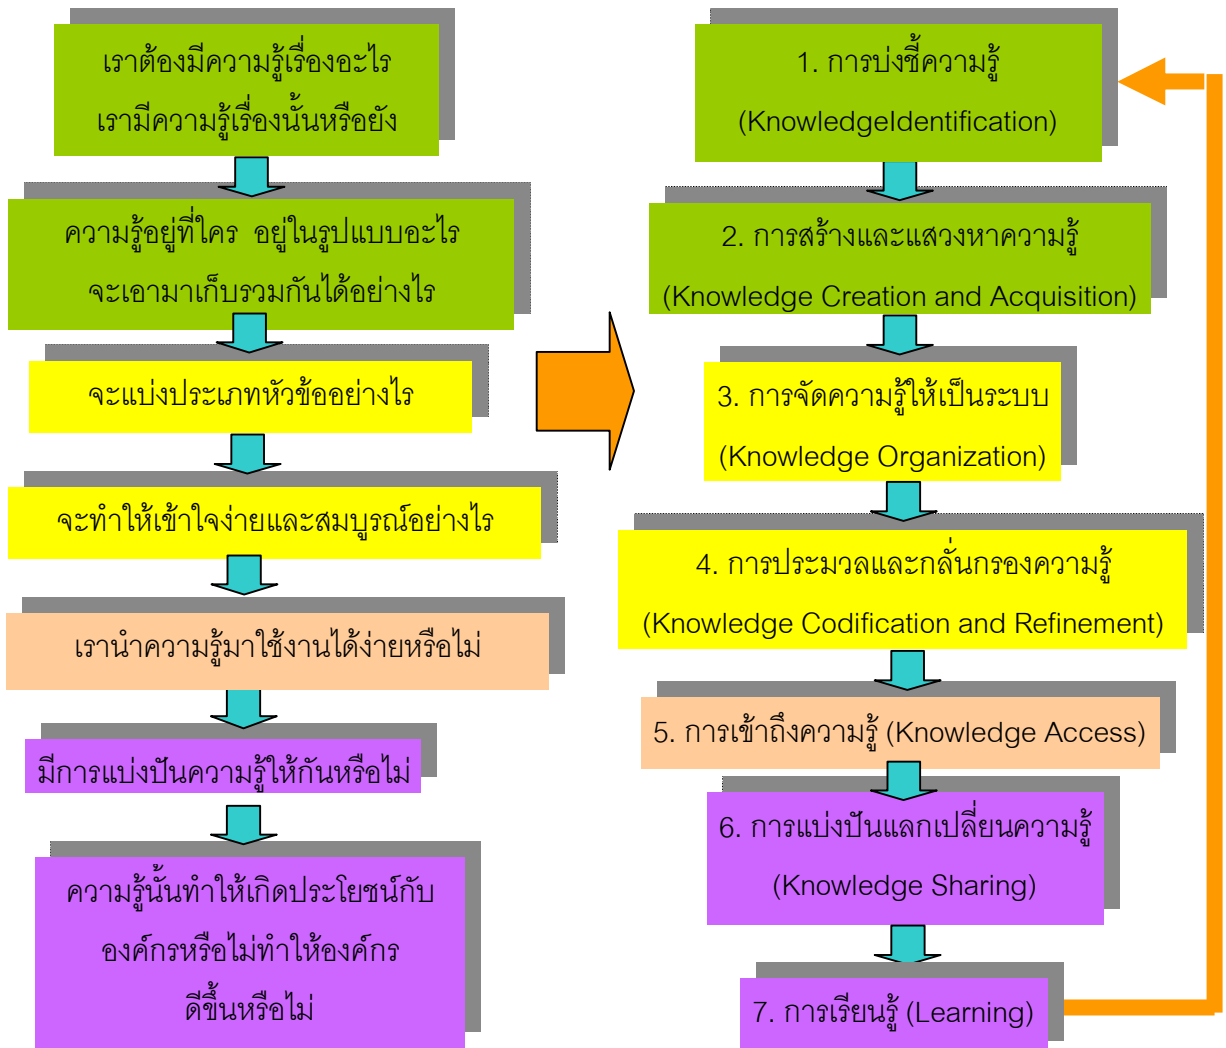 เราต้องมีความรู้เรื่องอะไร
เรามีความรู้เรื่องนั้นหรือยัง
ความรู้อยู่ที่ใคร อยู่ในรูปแบบอะไร
จะเอามาเก็บรวมกันได้อย่างไร
จะแบ่งประเภทหัวข้ออย่างไร
จะทำให้เข้าใจง่ายและสมบูรณ์อย่างไร
เรานำความรู้มาใช้งานได้ง่ายหรือไม่
มีการแบ่งปันความรู้ให้กันหรือไม่
ความรู้นั้นทำให้เกิดประโยชน์กับ
องค์กรหรือไม่ทำให้องค์กร
ดีขึ้นหรือไม่
1. การบ่งชี้ความรู้
(KnowledgeIdentification)
2. การสร้างและแสวงหาความรู้
(Knowledge Creation and Acquisition)
3. การจัดความรู้ให้เป็นระบบ
(Knowledge Organization)
4. การประมวลและกลั่นกรองความรู้
(Knowledge Codification and Refinement)
5. การเข้าถึงความรู้ (Knowledge Access)
6. การแบ่งปันแลกเปลี่ยนความรู้
(Knowledge Sharing)
7. การเรียนรู้ (Learning)